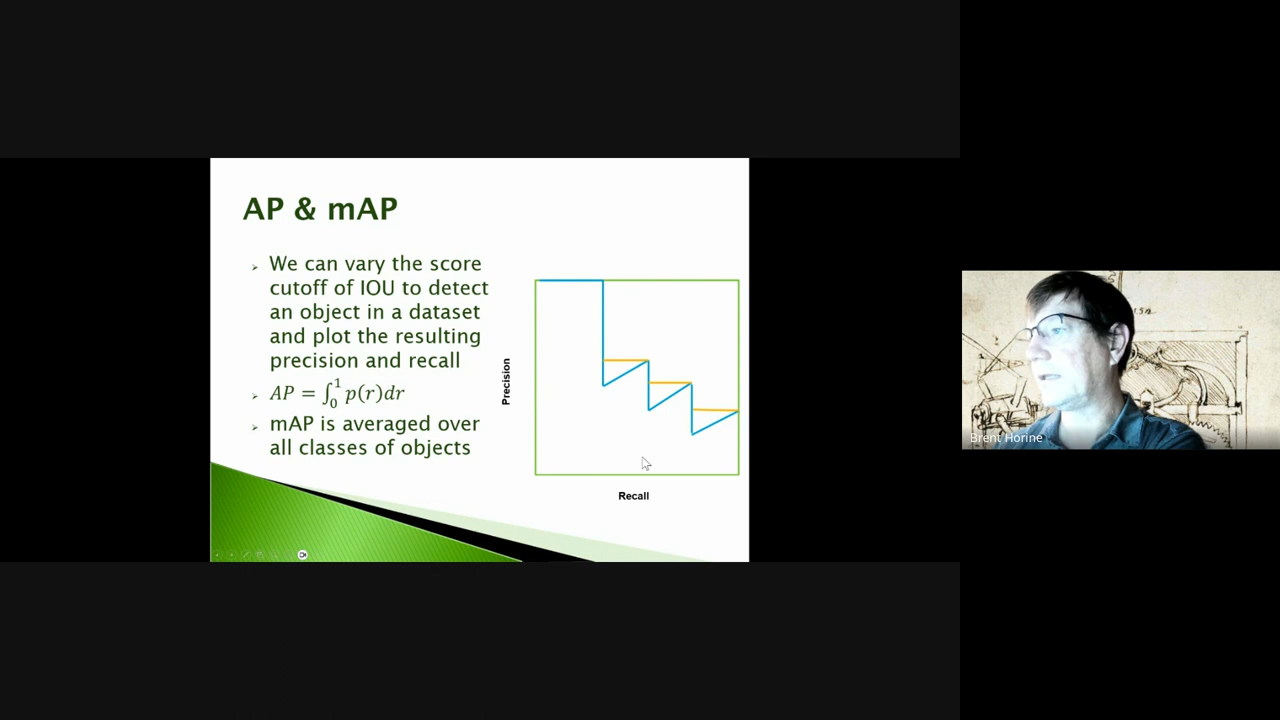 AP & mAP
We can vary the score
cutoff of IOU to detect
an object in a dataset
and plot the resulting
precision and recall
AP = ∫₀¹ p(r)dr
mAP is averaged over
all classes of objects
Precision
Recall
Brent Horine